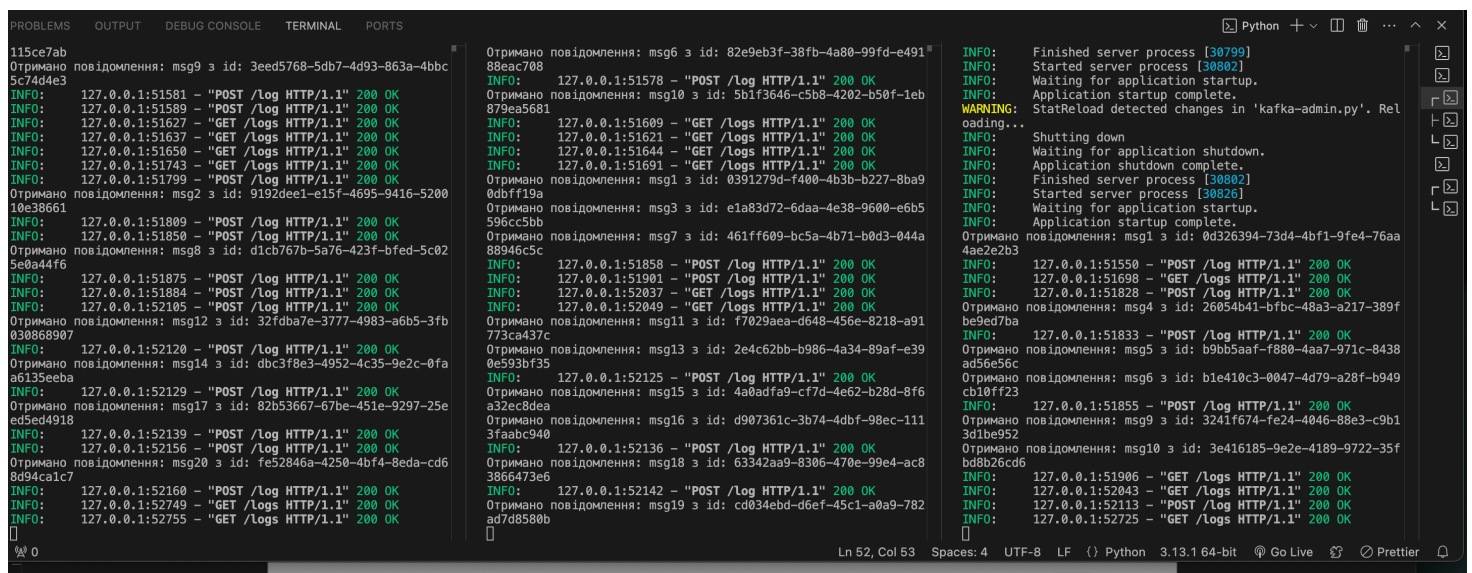 PROBLEMS OUTPUT DEBUG CONSOLE TERMINAL PORTS
Python
115ce7ab
Отримано повідомлення: msg9 з id: 3eed5768-5db7-4d93-863a-4bbc
5c74d4e3
INFO: 127.0.0.1:51581 – "POST /log HTTP/1.1" 200 OK
INFO: 127.0.0.1:51589 – "POST /log HTTP/1.1" 200 OK
INFO: 127.0.0.1:51627 – "GET /logs HTTP/1.1" 200 OK
INFO: 127.0.0.1:51637 – "GET /logs HTTP/1.1" 200 OK
INFO: 127.0.0.1:51650 – "GET /logs HTTP/1.1" 200 OK
INFO: 127.0.0.1:51743 – "GET /logs HTTP/1.1" 200 OK
INFO: 127.0.0.1:51799 – "POST /log HTTP/1.1" 200 OK
Отримано повідомлення: msg2 з id: 9192dee1-e15f-4695-9416-5200
10e38661
INFO: 127.0.0.1:51809 – "POST /log HTTP/1.1" 200 OK
INFO: 127.0.0.1:51850 – "POST /log HTTP/1.1" 200 OK
Отримано повідомлення: msg8 з id: d1cb767b-5a76-423f-bfed-5c02
5e0a44f6
INFO: 127.0.0.1:51875 – "POST /log HTTP/1.1" 200 OK
INFO: 127.0.0.1:51884 – "POST /log HTTP/1.1" 200 OK
INFO: 127.0.0.1:52105 – "POST /log HTTP/1.1" 200 OK
Отримано повідомлення: msg12 з id: 32fdba7e-3777-4983-a6b5-3fb
030868907
INFO: 127.0.0.1:52120 – "POST /log HTTP/1.1" 200 OK
Отримано повідомлення: msg14 з id: dbc3f8e3-4952-4c35-9e2c-0fa
a6135eeba
INFO: 127.0.0.1:52129 – "POST /log HTTP/1.1" 200 OK
Отримано повідомлення: msg17 з id: 82b53667-67be-451e-9297-25e
ed5ed4918
INFO: 127.0.0.1:52139 – "POST /log HTTP/1.1" 200 OK
INFO: 127.0.0.1:52156 – "POST /log HTTP/1.1" 200 OK
Отримано повідомлення: msg20 з id: fe52846a-4250-4bf4-8eda-cd6
8d94ca1c7
INFO: 127.0.0.1:52160 – "POST /log HTTP/1.1" 200 OK
INFO: 127.0.0.1:52749 – "GET /logs HTTP/1.1" 200 OK
INFO: 127.0.0.1:52755 – "GET /logs HTTP/1.1" 200 OK
Отримано повідомлення: msg6 з id: 82e9eb3f-38fb-4a80-99fd-e491
88eac708
INFO: 127.0.0.1:51578 – "POST /log HTTP/1.1" 200 OK
Отримано повідомлення: msg10 з id: 5b1f3646-c5b8-4202-b50f-1eb
879ea5681
INFO: 127.0.0.1:51609 – "GET /logs HTTP/1.1" 200 OK
INFO: 127.0.0.1:51621 – "GET /logs HTTP/1.1" 200 OK
INFO: 127.0.0.1:51644 – "GET /logs HTTP/1.1" 200 OK
INFO: 127.0.0.1:51691 – "GET /logs HTTP/1.1" 200 OK
Отримано повідомлення: msg1 з id: 0391279d-f400-4b3b-b227-8ba9
0dbff19a
Отримано повідомлення: msg3 з id: e1a83d72-6daa-4e38-9600-e6b5
596cc5bb
Отримано повідомлення: msg7 з id: 461ff609-bc5a-4b71-b0d3-044a
88946c5c
INFO: 127.0.0.1:51858 – "POST /log HTTP/1.1" 200 OK
INFO: 127.0.0.1:51901 – "POST /log HTTP/1.1" 200 OK
INFO: 127.0.0.1:52037 – "GET /logs HTTP/1.1" 200 OK
INFO: 127.0.0.1:52049 – "GET /logs HTTP/1.1" 200 OK
Отримано повідомлення: msg11 з id: f7029aea-d648-456e-8218-a91
773ca437c
Отримано повідомлення: msg13 з id: 2e4c62bb-b986-4a34-89af-e39
0e593bf35
INFO: 127.0.0.1:52125 – "POST /log HTTP/1.1" 200 OK
Отримано повідомлення: msg15 з id: 4a0adfa9-cf7d-4e62-b28d-8f6
a32ec8dea
Отримано повідомлення: msg16 з id: d907361c-3b74-4dbf-98ec-111
3faabc940
INFO: 127.0.0.1:52136 – "POST /log HTTP/1.1" 200 OK
Отримано повідомлення: msg18 з id: 63342aa9-8306-470e-99e4-ac8
3866473e6
INFO: 127.0.0.1:52142 – "POST /log HTTP/1.1" 200 OK
Отримано повідомлення: msg19 з id: cd034ebd-d6ef-45c1-a0a9-782
ad7d8580b
INFO: Finished server process [30799]
INFO: Started server process [30802]
INFO: Waiting for application startup.
INFO: Application startup complete.
WARNING: StatReload detected changes in 'kafka-admin.py'. Rel
oading...
INFO: Shutting down
INFO: Waiting for application shutdown.
INFO: Application shutdown complete.
INFO: Finished server process [30802]
INFO: Started server process [30826]
INFO: Waiting for application startup.
INFO: Application startup complete.
Отримано повідомлення: msg1 з id: 0d326394-73d4-4bf1-9fe4-76aa
4ae2e2b3
INFO: 127.0.0.1:51550 – "POST /log HTTP/1.1" 200 OK
INFO: 127.0.0.1:51698 – "GET /logs HTTP/1.1" 200 OK
INFO: 127.0.0.1:51828 – "POST /log HTTP/1.1" 200 OK
Отримано повідомлення: msg4 з id: 26054b41-bfbc-48a3-a217-389f
be9ed7ba
INFO: 127.0.0.1:51833 – "POST /log HTTP/1.1" 200 OK
Отримано повідомлення: msg5 з id: b9bb5aaf-f880-4aa7-971c-8438
ad56e56c
Отримано повідомлення: msg6 з id: b1e410c3-0047-4d79-a28f-b949
cb10ff23
INFO: 127.0.0.1:51855 – "POST /log HTTP/1.1" 200 OK
Отримано повідомлення: msg9 з id: 3241f674-fe24-4046-88e3-c9b1
3d1be952
Отримано повідомлення: msg10 з id: 3e416185-9e2e-4189-9722-35f
bd8b26cd6
INFO: 127.0.0.1:51906 – "GET /logs HTTP/1.1" 200 OK
INFO: 127.0.0.1:52043 – "GET /logs HTTP/1.1" 200 OK
INFO: 127.0.0.1:52113 – "POST /log HTTP/1.1" 200 OK
INFO: 127.0.0.1:52725 – "GET /logs HTTP/1.1" 200 OK
0 Ln 52, Col 53 Spaces: 4 UTF-8 LF {} Python 3.13.1 64-bit Go Live Prettier